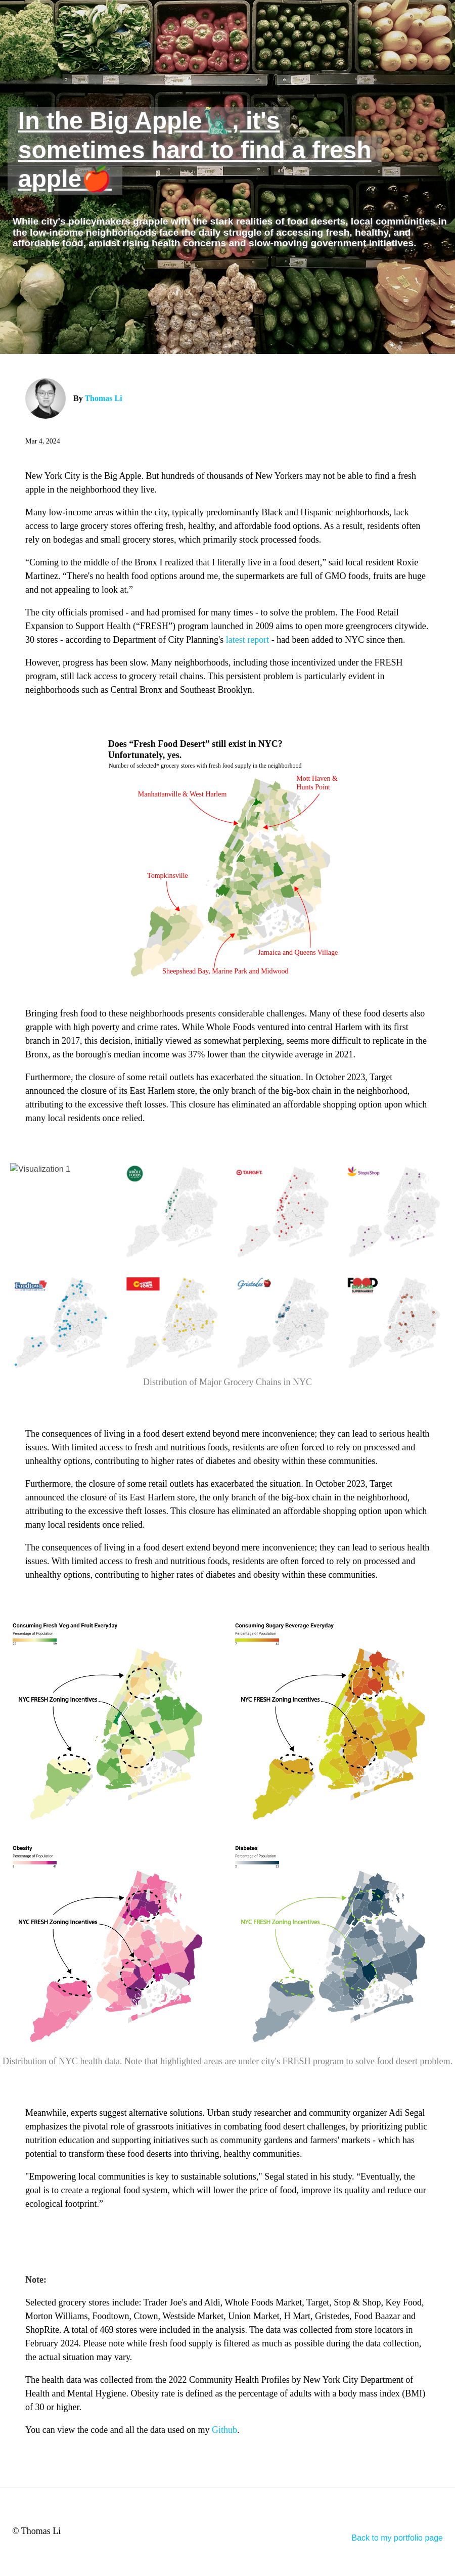 In the Big Apple🗽, it's
sometimes hard to find a fresh
apple🍎
While city's policymakers grapple with the stark realities of food deserts, local communities in
the low-income neighborhoods face the daily struggle of accessing fresh, healthy, and
affordable food, amidst rising health concerns and slow-moving government initiatives.
By Thomas Li
Mar 4, 2024
New York City is the Big Apple. But hundreds of thousands of New Yorkers may not be able to find a fresh
apple in the neighborhood they live.
Many low-income areas within the city, typically predominantly Black and Hispanic neighborhoods, lack
access to large grocery stores offering fresh, healthy, and affordable food options. As a result, residents often
rely on bodegas and small grocery stores, which primarily stock processed foods.
“Coming to the middle of the Bronx I realized that I literally live in a food desert,” said local resident Roxie
Martinez. “There's no health food options around me, the supermarkets are full of GMO foods, fruits are huge
and not appealing to look at.”
The city officials promised - and had promised for many times - to solve the problem. The Food Retail
Expansion to Support Health (“FRESH”) program launched in 2009 aims to open more greengrocers citywide.
30 stores - according to Department of City Planning's latest report - had been added to NYC since then.
However, progress has been slow. Many neighborhoods, including those incentivized under the FRESH
program, still lack access to grocery retail chains. This persistent problem is particularly evident in
neighborhoods such as Central Bronx and Southeast Brooklyn.
Does “Fresh Food Desert” still exist in NYC?
Unfortunately, yes.
Number of selected* grocery stores with fresh food supply in the neighborhood
Mott Haven &
Hunts Point
Manhattanville & West Harlem
Tompkinsville
Jamaica and Queens Village
Sheepshead Bay, Marine Park and Midwood
Bringing fresh food to these neighborhoods presents considerable challenges. Many of these food deserts also
grapple with high poverty and crime rates. While Whole Foods ventured into central Harlem with its first
branch in 2017, this decision, initially viewed as somewhat perplexing, seems more difficult to replicate in the
Bronx, as the borough's median income was 37% lower than the citywide average in 2021.
Furthermore, the closure of some retail outlets has exacerbated the situation. In October 2023, Target
announced the closure of its East Harlem store, the only branch of the big-box chain in the neighborhood,
attributing to the excessive theft losses. This closure has eliminated an affordable shopping option upon which
many local residents once relied.
Visualization 1
WHOLE FOODS
TARGET.
Stop&Shop
Foodtown
C TOWN
Gristedes
FOOD BAZAAR
SUPERMARKET
Distribution of Major Grocery Chains in NYC
The consequences of living in a food desert extend beyond mere inconvenience; they can lead to serious health
issues. With limited access to fresh and nutritious foods, residents are often forced to rely on processed and
unhealthy options, contributing to higher rates of diabetes and obesity within these communities.
Furthermore, the closure of some retail outlets has exacerbated the situation. In October 2023, Target
announced the closure of its East Harlem store, the only branch of the big-box chain in the neighborhood,
attributing to the excessive theft losses. This closure has eliminated an affordable shopping option upon which
many local residents once relied.
The consequences of living in a food desert extend beyond mere inconvenience; they can lead to serious health
issues. With limited access to fresh and nutritious foods, residents are often forced to rely on processed and
unhealthy options, contributing to higher rates of diabetes and obesity within these communities.
Consuming Fresh Veg and Fruit Everyday
Percentage of Population
NYC FRESH Zoning Incentives
Consuming Sugary Beverage Everyday
Percentage of Population
NYC FRESH Zoning Incentives
Obesity
Percentage of Population
NYC FRESH Zoning Incentives
Diabetes
Percentage of Population
NYC FRESH Zoning Incentives
Distribution of NYC health data. Note that highlighted areas are under city's FRESH program to solve food desert problem.
Meanwhile, experts suggest alternative solutions. Urban study researcher and community organizer Adi Segal
emphasizes the pivotal role of grassroots initiatives in combating food desert challenges, by prioritizing public
nutrition education and supporting initiatives such as community gardens and farmers' markets - which has
potential to transform these food deserts into thriving, healthy communities.
"Empowering local communities is key to sustainable solutions," Segal stated in his study. “Eventually, the
goal is to create a regional food system, which will lower the price of food, improve its quality and reduce our
ecological footprint.”
Note:
Selected grocery stores include: Trader Joe's and Aldi, Whole Foods Market, Target, Stop & Shop, Key Food,
Morton Williams, Foodtown, Ctown, Westside Market, Union Market, H Mart, Gristedes, Food Baazar and
ShopRite. A total of 469 stores were included in the analysis. The data was collected from store locators in
February 2024. Please note while fresh food supply is filtered as much as possible during the data collection,
the actual situation may vary.
The health data was collected from the 2022 Community Health Profiles by New York City Department of
Health and Mental Hygiene. Obesity rate is defined as the percentage of adults with a body mass index (BMI)
of 30 or higher.
You can view the code and all the data used on my Github.
© Thomas Li
Back to my portfolio page